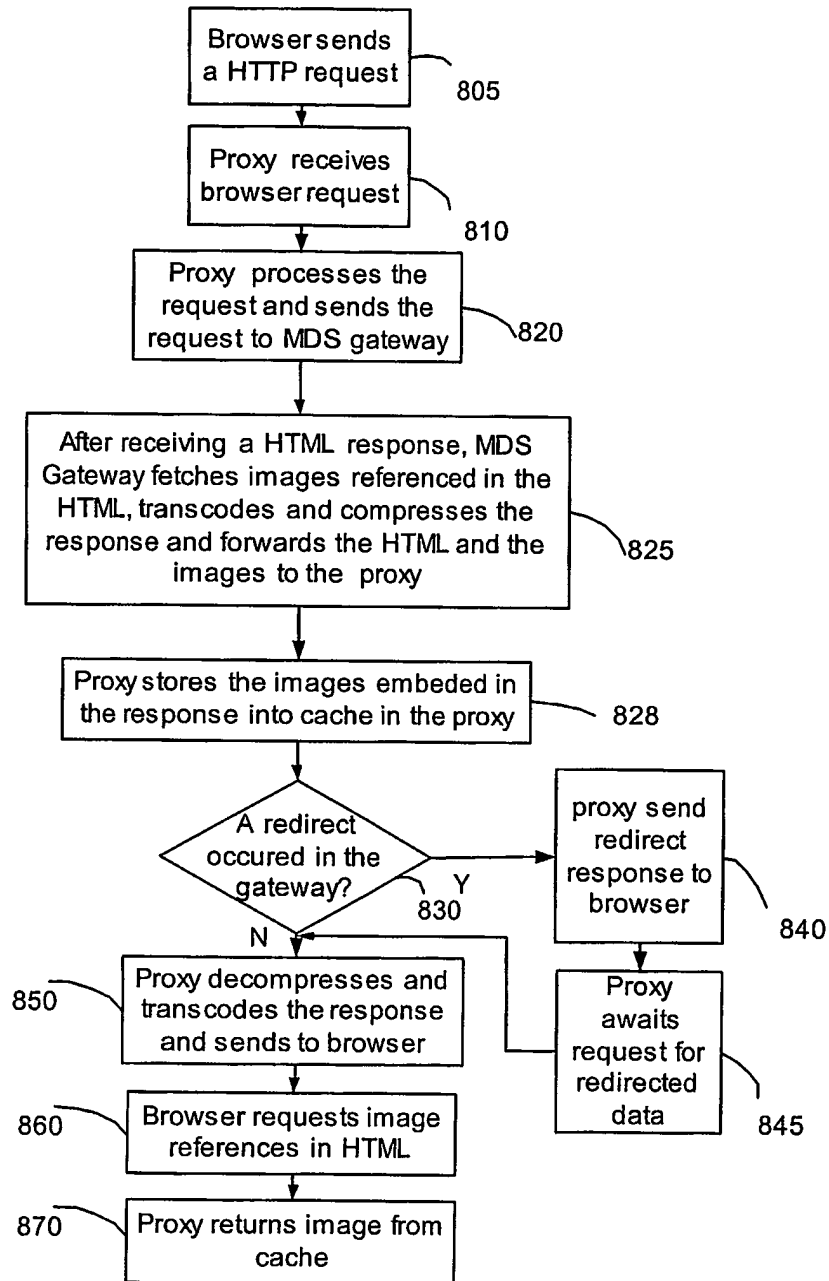 Browser sends
a HTTP request
805
Proxy receives
browser request
810
Proxy processes the
request and sends the
request to MDS gateway
820
After receiving a HTML response, MDS
Gateway fetches images referenced in the
HTML, transcodes and compresses the
response and forwards the HTML and the
images to the proxy
825
Proxy stores the images embeded in
the response into cache in the proxy
828
A redirect
occured in the
gateway?
830
Y
N
proxy send
redirect
response to
browser
840
Proxy
awaits
request for
redirected
data
845
850
Proxy decompresses and
transcodes the response
and sends to browser
860
Browser requests image
references in HTML
870
Proxy returns image from
cache